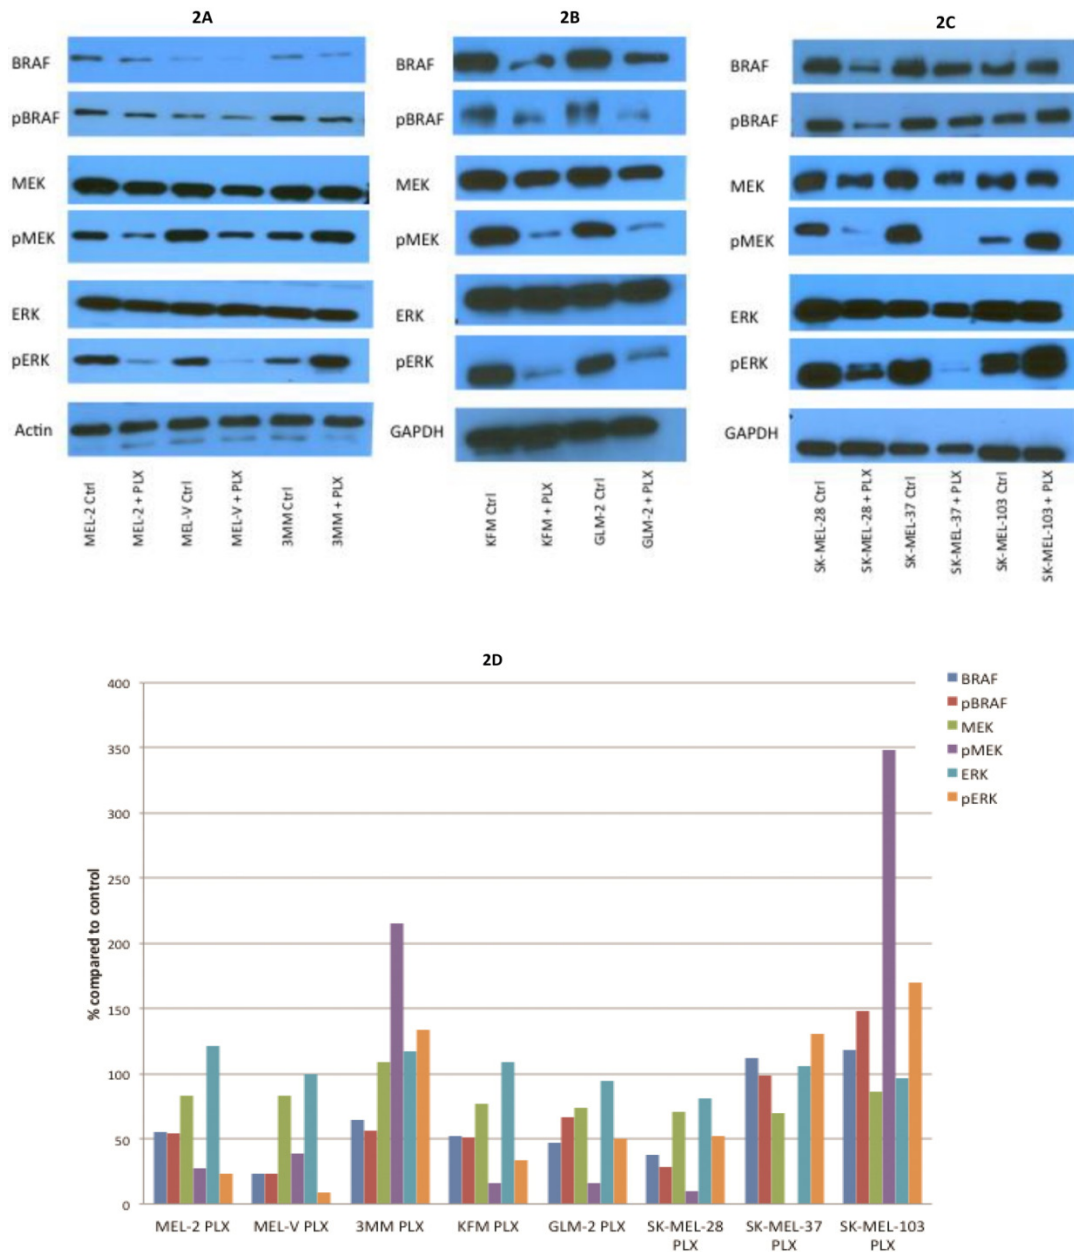 2A
BRAF
pBRAF
MEK
pMEK
ERK
pERK
Actin
MEL-2 Ctrl
MEL-2 + PLX
MEL-V Ctrl
MEL-V + PLX
3MM Ctrl
3MM + PLX
2B
BRAF
pBRAF
MEK
pMEK
ERK
pERK
GAPDH
KFM Ctrl
KFM + PLX
GLM-2 Ctrl
GLM-2 + PLX
2C
BRAF
pBRAF
MEK
pMEK
ERK
pERK
GAPDH
SK-MEL-28 Ctrl
SK-MEL-28 + PLX
SK-MEL-37 Ctrl
SK-MEL-37 + PLX
SK-MEL-103 Ctrl
SK-MEL-103 + PLX
2D
% compared to control
400
350
300
250
200
150
100
50
0
MEL-2 PLX
MEL-V PLX
3MM PLX
KFM PLX
GLM-2 PLX
SK-MEL-28
PLX
SK-MEL-37
PLX
SK-MEL-103
PLX
BRAF
pBRAF
MEK
pMEK
ERK
pERK